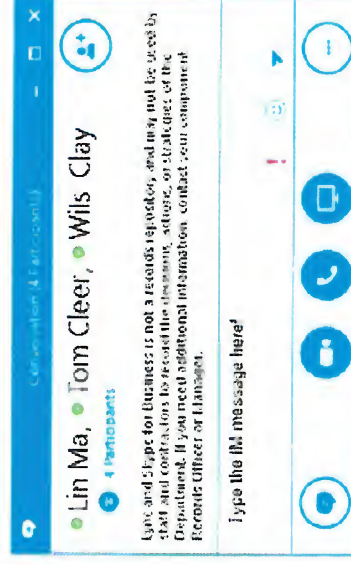 Conversation (4 Participants)
Lin Ma, Tom Cleer, Wils Clay
4 Participants
Lync and Skype for Business is not a records repository and may not be used by
staff and contractors to record the decisions, actions, or strategies of the
Department. If you need additional information, contact your component
Records Officer or Manager.
Type the IM message here!